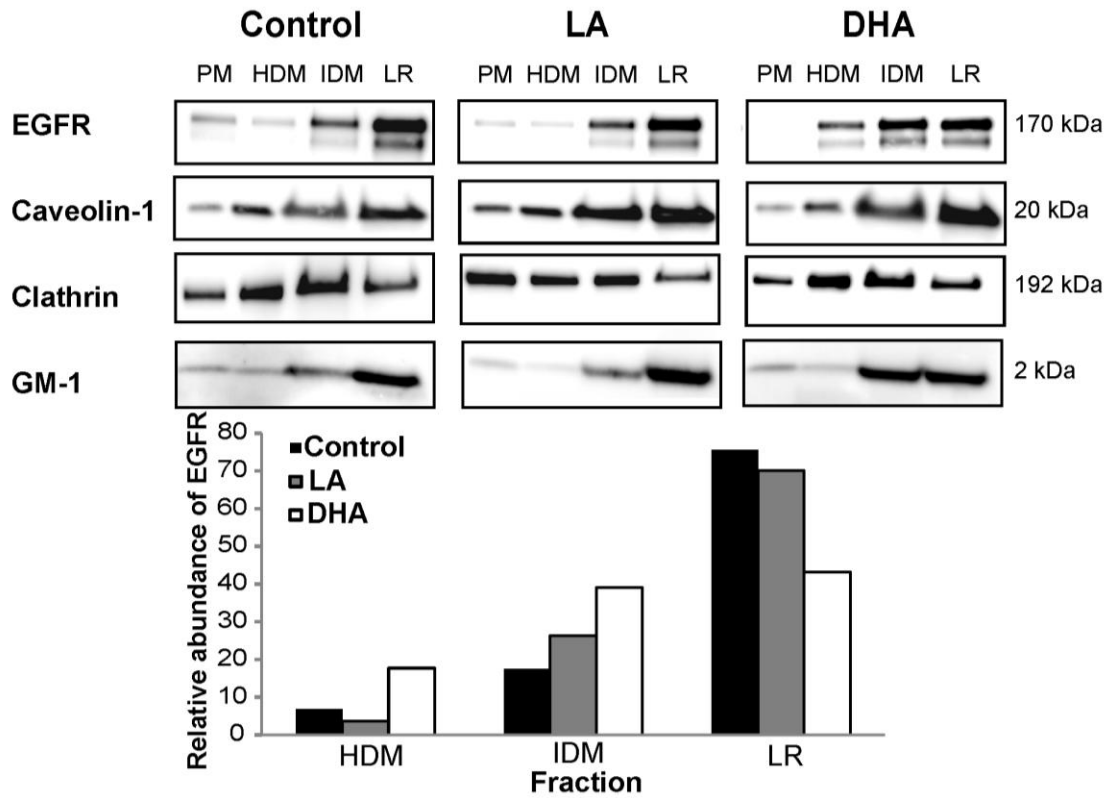 Control LA DHA
PM HDM IDM LR PM HDM IDM LR PM HDM IDM LR
EGFR 170 kDa
Caveolin-1 20 kDa
Clathrin 192 kDa
GM-1 2 kDa
Relative abundance of EGFR
80
70
60
50
40
30
20
10
0
Control
LA
DHA
HDM IDM LR
Fraction